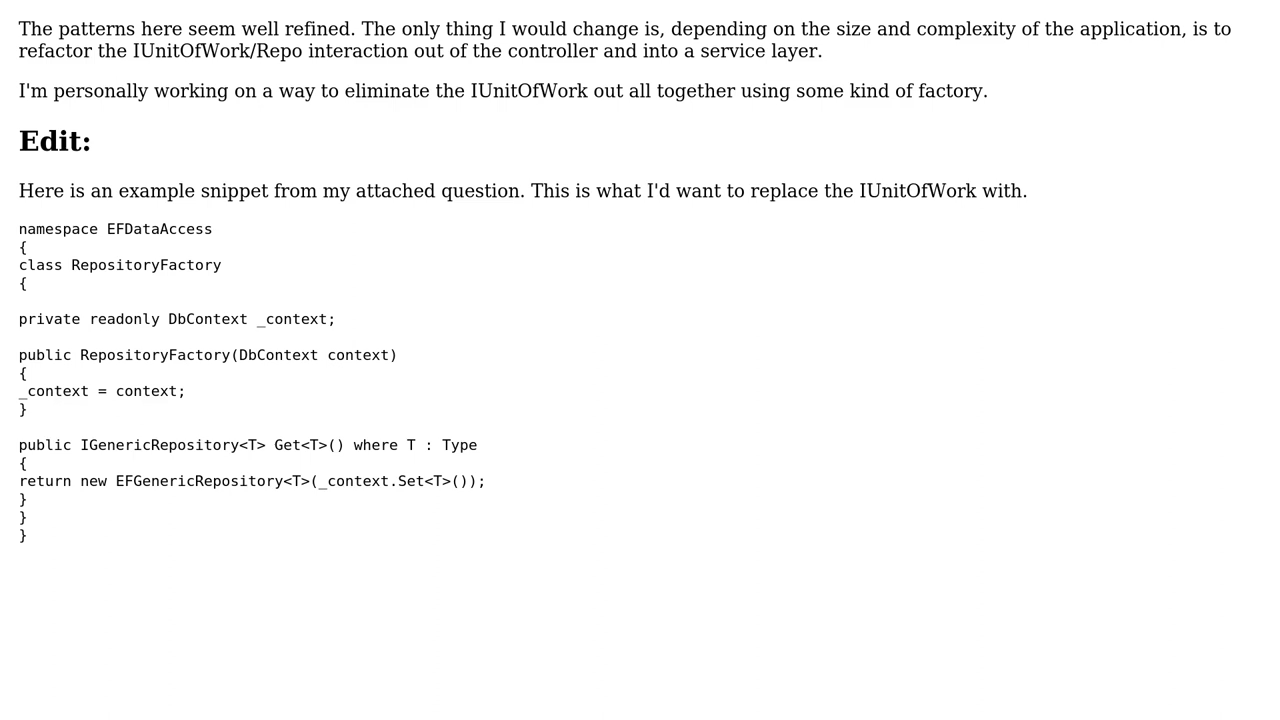 The patterns here seem well refined. The only thing I would change is, depending on the size and complexity of the application, is to
refactor the IUnitOfWork/Repo interaction out of the controller and into a service layer.
I'm personally working on a way to eliminate the IUnitOfWork out all together using some kind of factory.
Edit:
Here is an example snippet from my attached question. This is what I'd want to replace the IUnitOfWork with.
namespace EFDataAccess
{
class RepositoryFactory
{
private readonly DbContext _context;
public RepositoryFactory(DbContext context)
{
_context = context;
}
public IGenericRepository<T> Get<T>() where T : Type
{
return new EFGenericRepository<T>(_context.Set<T>());
}
}
}